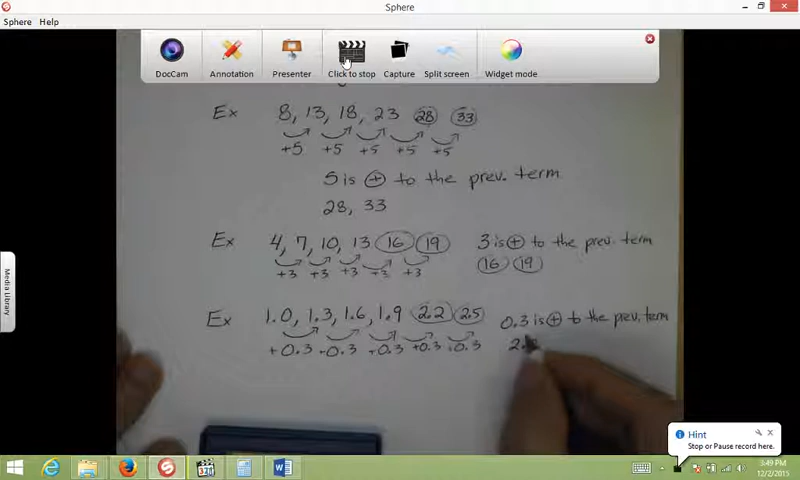 Sphere
Sphere Help
DocCam Annotation Presenter Click to stop Capture Split screen Widget mode
Ex 8, 13, 18, 23 28 33
+5 +5 +5 +5 +5
5 is + to the prev. term
28, 33
Ex 4, 7, 10, 13 16 19 3 is + to the prev. term
+3 +3 +3 +3 +3 16 19
Ex 1.0, 1.3, 1.6, 1.9 2.2 2.5 0.3 is + to the prev. term
+0.3 +0.3 +0.3 +0.3 +0.3 2.
Media Library
Hint
Stop or Pause record here.
3:49 PM
12/2/2015